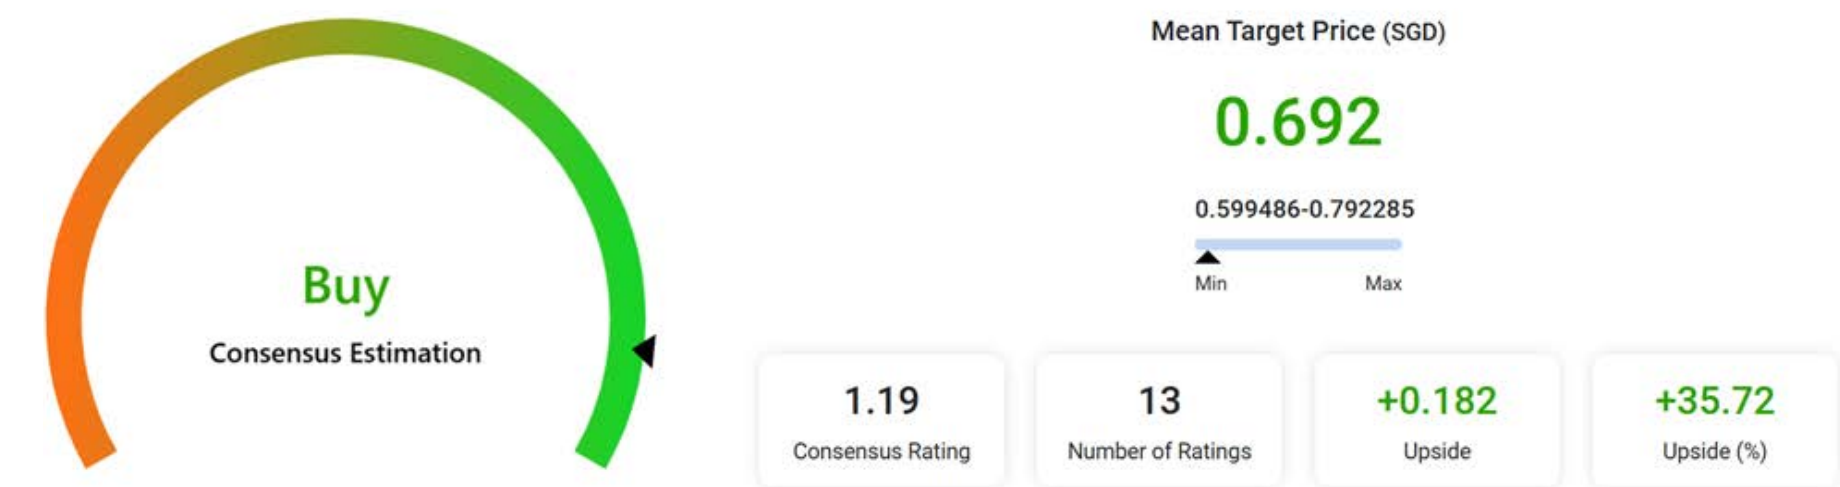 Buy
Consensus Estimation
Mean Target Price (SGD)
0.692
0.599486-0.792285
Min Max
1.19 13 +0.182 +35.72
Consensus Rating Number of Ratings Upside Upside (%)